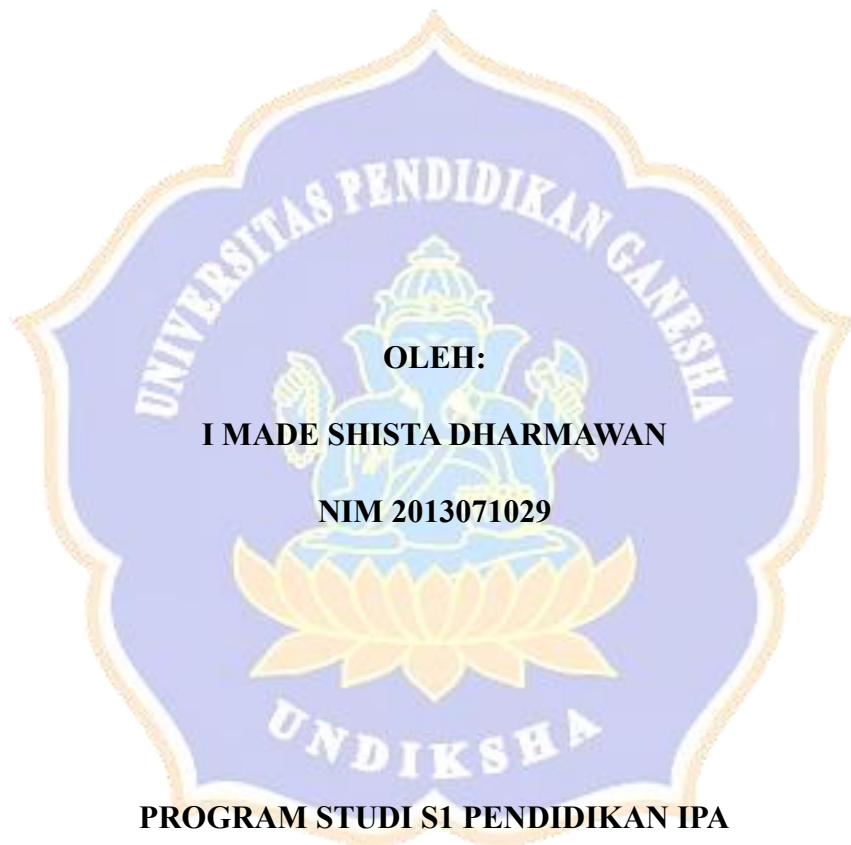 UNIVERSITAS PENDIDIKAN GANESHA
OLEH:
I MADE SHISTA DHARMAWAN
NIM 2013071029
UNDIKSHA
PROGRAM STUDI S1 PENDIDIKAN IPA